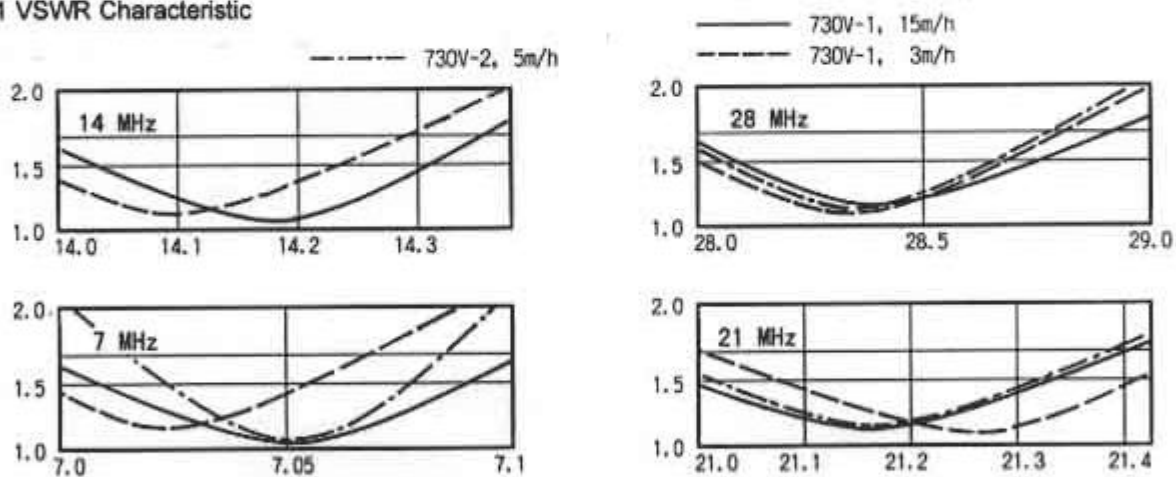 VSWR Characteristic
730V-2, 5m/h
730V-1, 15m/h
730V-1, 3m/h
2.0
14 MHz
1.5
1.0
14.0 14.1 14.2 14.3
2.0
28 MHz
1.5
1.0
28.0 28.5 29.0
2.0
7 MHz
1.5
1.0
7.0 7.05 7.1
2.0
21 MHz
1.5
1.0
21.0 21.1 21.2 21.3 21.4